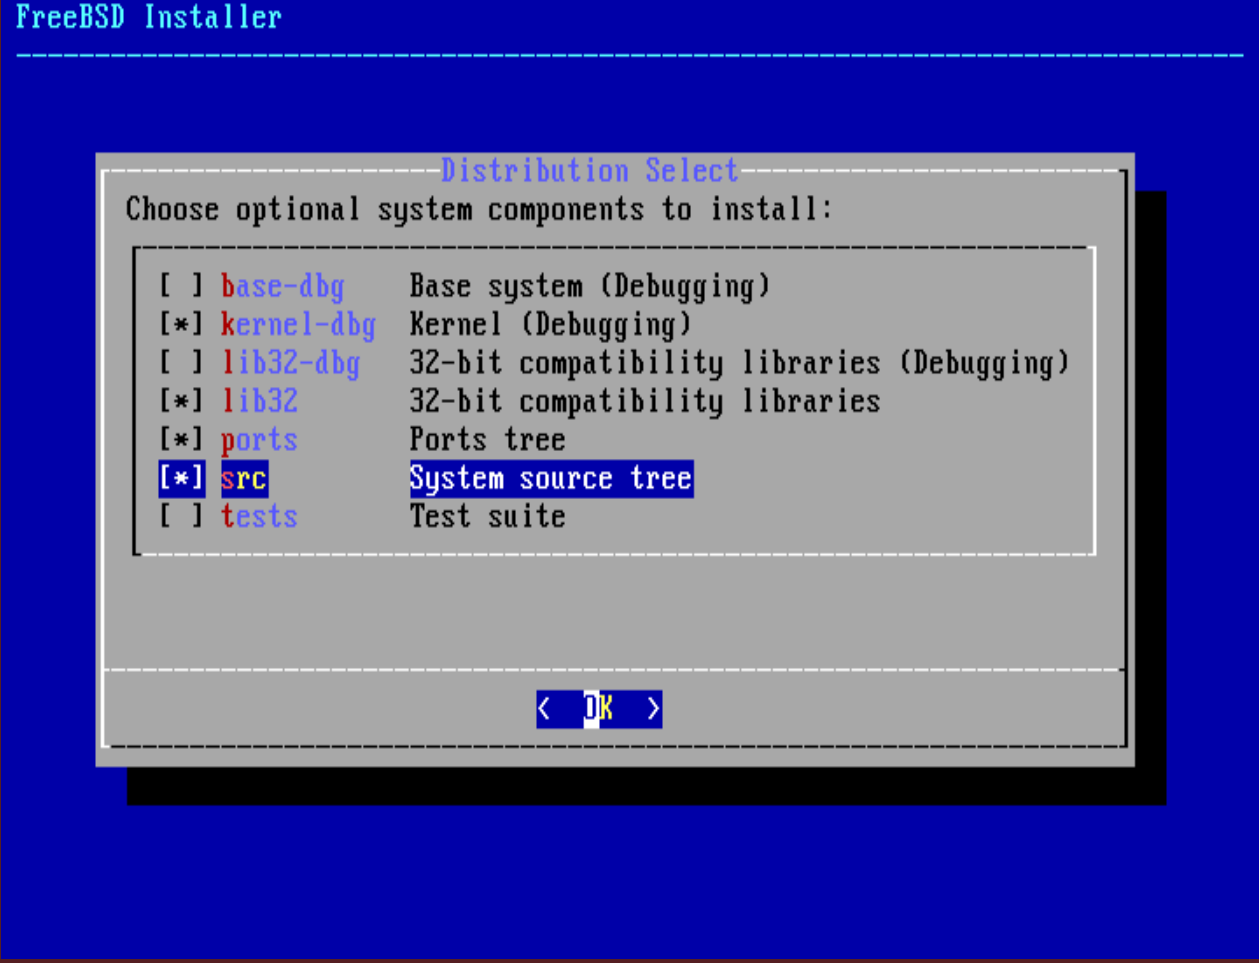 FreeBSD Installer
Distribution Select
Choose optional system components to install:
[ ] base-dbg Base system (Debugging)
[*] kernel-dbg Kernel (Debugging)
[ ] lib32-dbg 32-bit compatibility libraries (Debugging)
[*] lib32 32-bit compatibility libraries
[*] ports Ports tree
[*] src System source tree
[ ] tests Test suite
< OK >